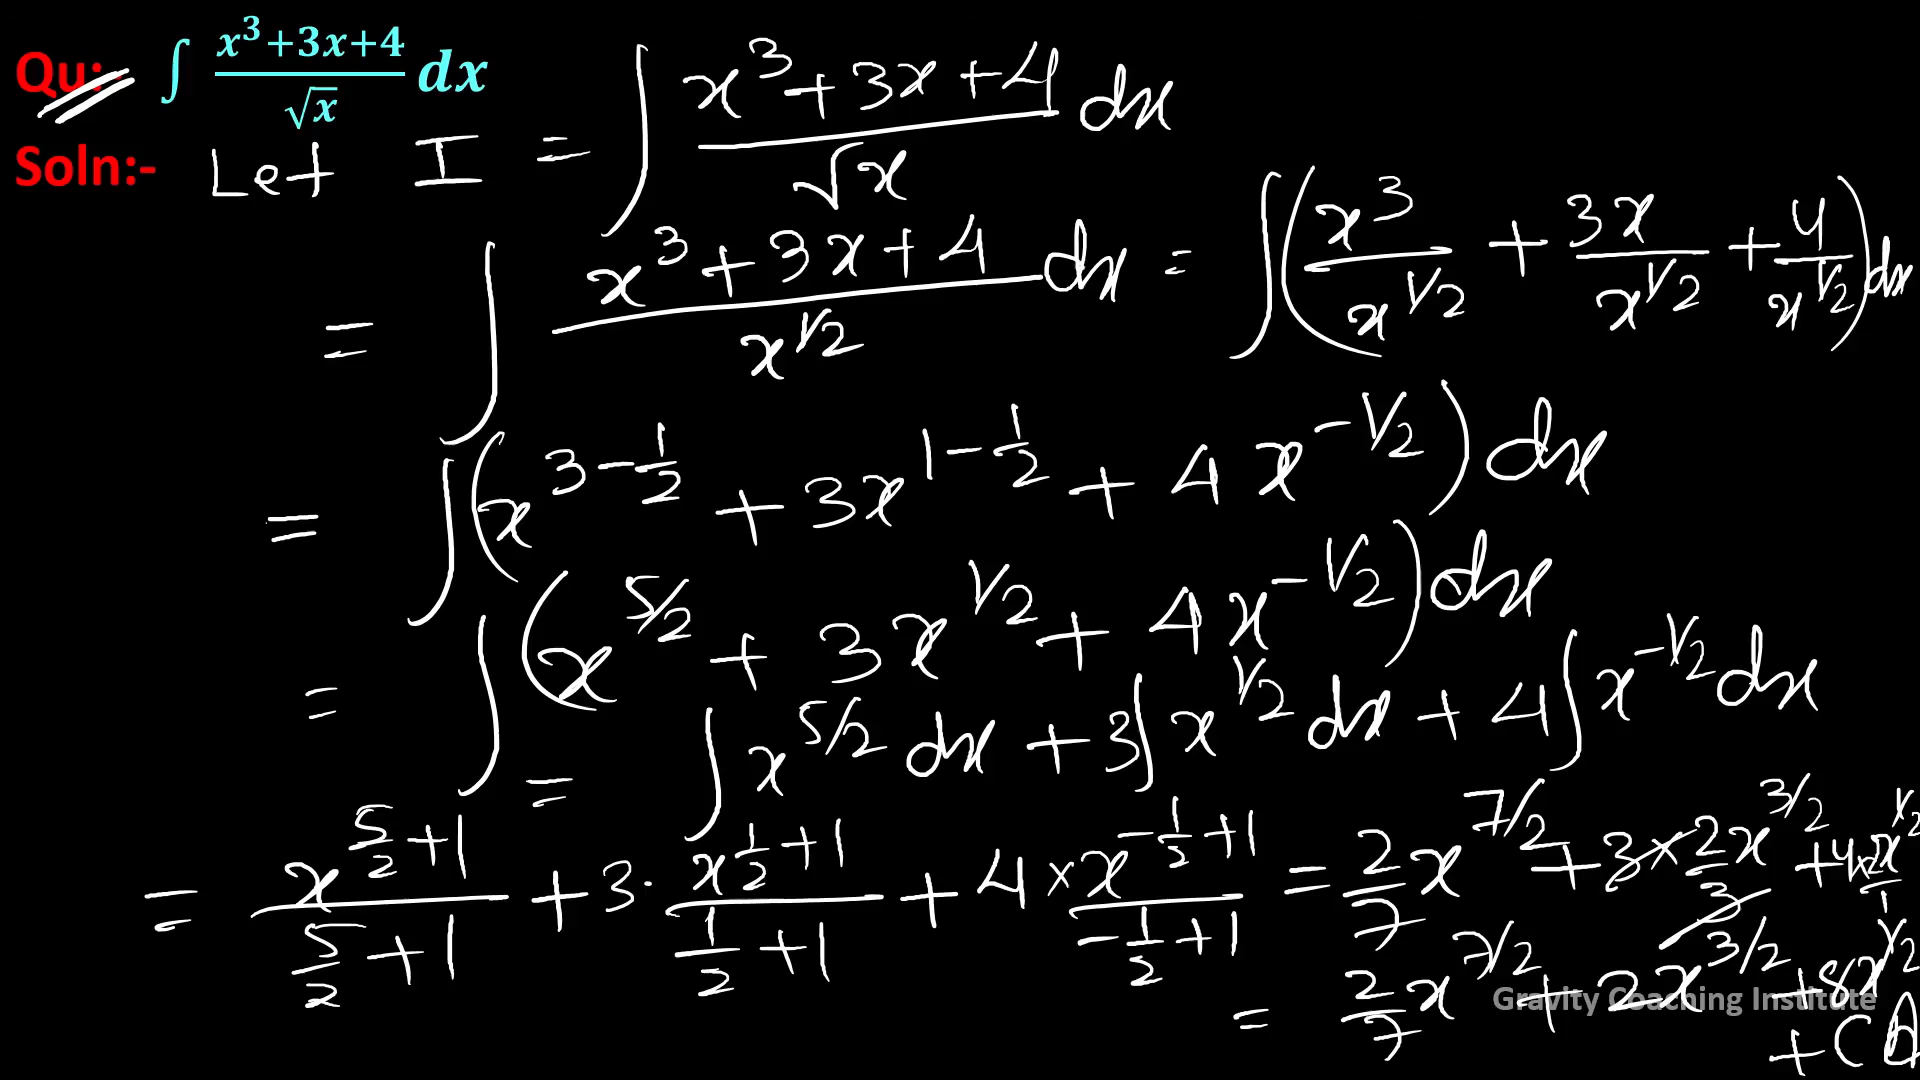 Qu:- ∫ (x³+3x+4)/√x dx
Soln:- Let I = ∫ (x³+3x+4)/√x dx
= ∫ (x³+3x+4)/x^(1/2) dx = ∫ (x³/x^(1/2) + 3x/x^(1/2) + 4/x^(1/2)) dx
= ∫ (x^(3-1/2) + 3x^(1-1/2) + 4x^(-1/2)) dx
= ∫ (x^(5/2) + 3x^(1/2) + 4x^(-1/2)) dx
= ∫ x^(5/2) dx + 3∫ x^(1/2) dx + 4∫ x^(-1/2) dx
= x^(5/2+1)/(5/2+1) + 3· x^(1/2+1)/(1/2+1) + 4× x^(-1/2+1)/(-1/2+1) = 2/7 x^(7/2) + 3×2/3 x^(3/2) + 4×2/1 x^(1/2)
= 2/7 x^(7/2) + 2x^(3/2) + 8x^(1/2)
+ C
Gravity Coaching Institute